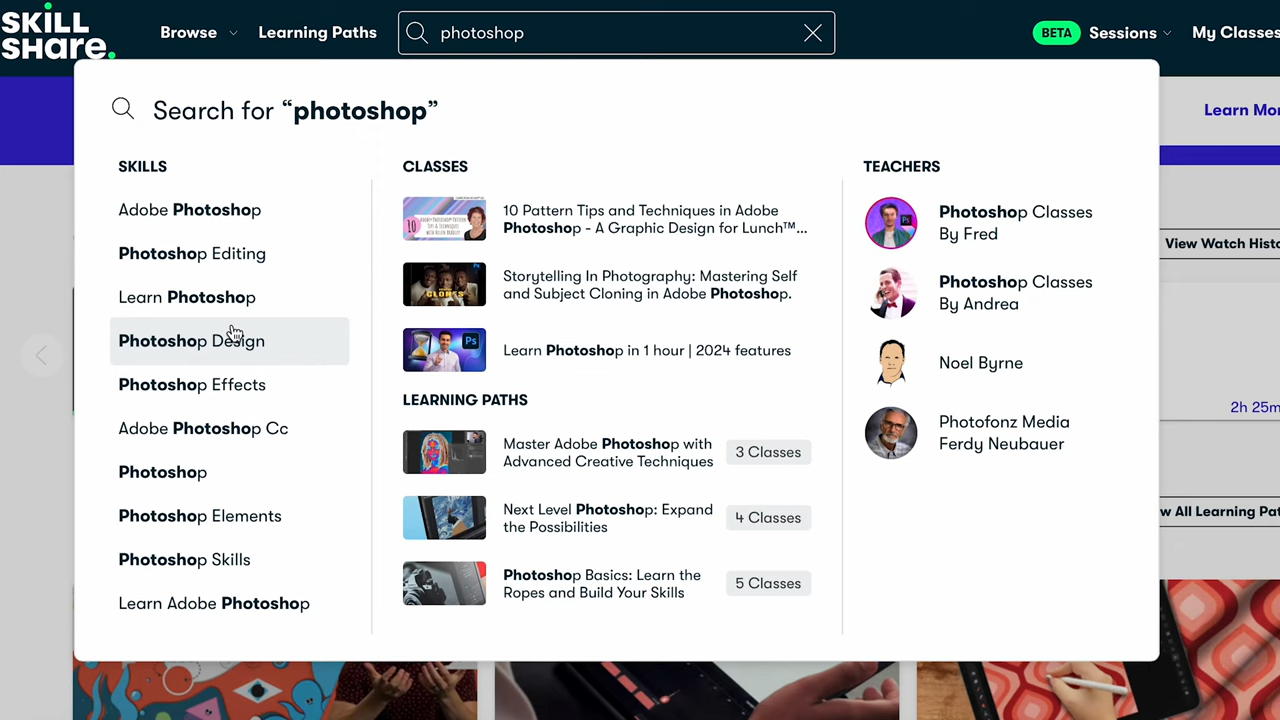 SKILL
SHARE.
Browse
Learning Paths
photoshop
BETA
Sessions
My Classes
Learn Mor
Search for “photoshop”
SKILLS
Adobe Photoshop
Photoshop Editing
Learn Photoshop
Photoshop Design
Photoshop Effects
Adobe Photoshop Cc
Photoshop
Photoshop Elements
Photoshop Skills
Learn Adobe Photoshop
CLASSES
10 Pattern Tips and Techniques in Adobe
Photoshop - A Graphic Design for Lunch™...
Storytelling In Photography: Mastering Self
and Subject Cloning in Adobe Photoshop.
Ps
Learn Photoshop in 1 hour | 2024 features
LEARNING PATHS
Master Adobe Photoshop with
Advanced Creative Techniques
3 Classes
Next Level Photoshop: Expand
the Possibilities
4 Classes
Photoshop Basics: Learn the
Ropes and Build Your Skills
5 Classes
TEACHERS
Photoshop Classes
By Fred
Photoshop Classes
By Andrea
Noel Byrne
Photofonz Media
Ferdy Neubauer
View Watch Histo
2h 25m
w All Learning Pat